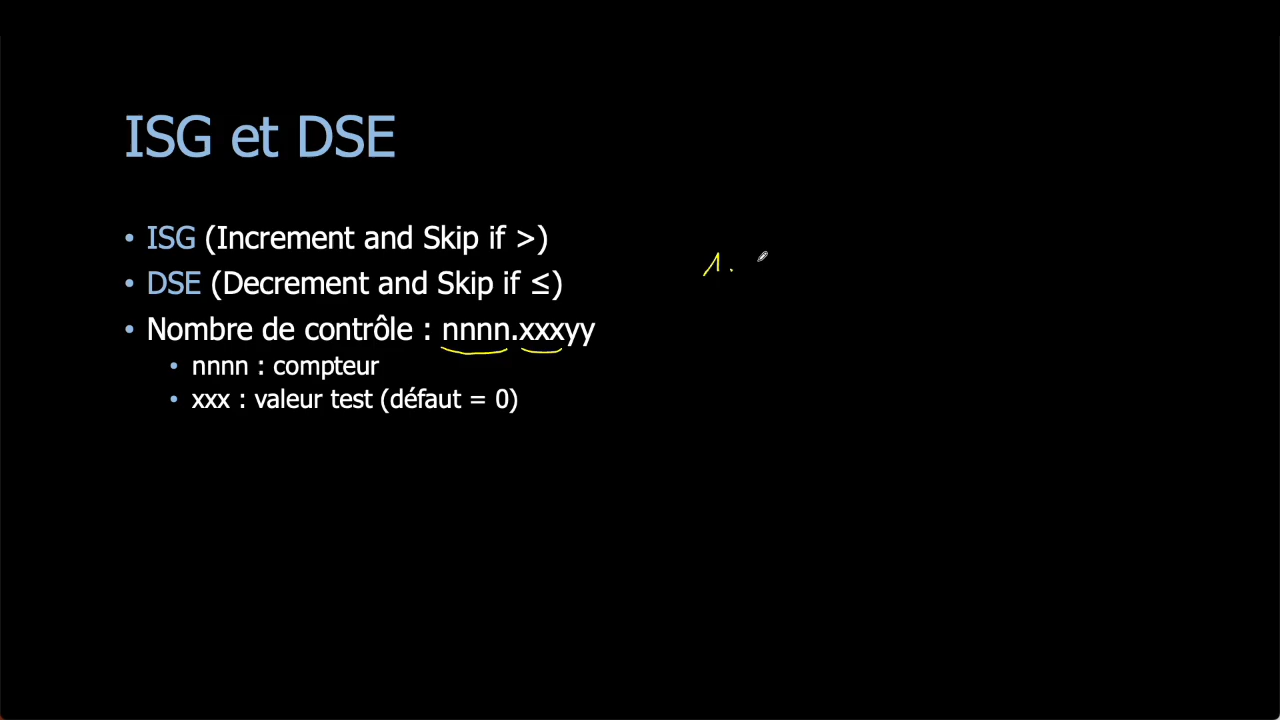 ISG et DSE
• ISG (Increment and Skip if >)
• DSE (Decrement and Skip if ≤)
• Nombre de contrôle : nnnn.xxxyy
• nnnn : compteur
• xxx : valeur test (défaut = 0)
1.